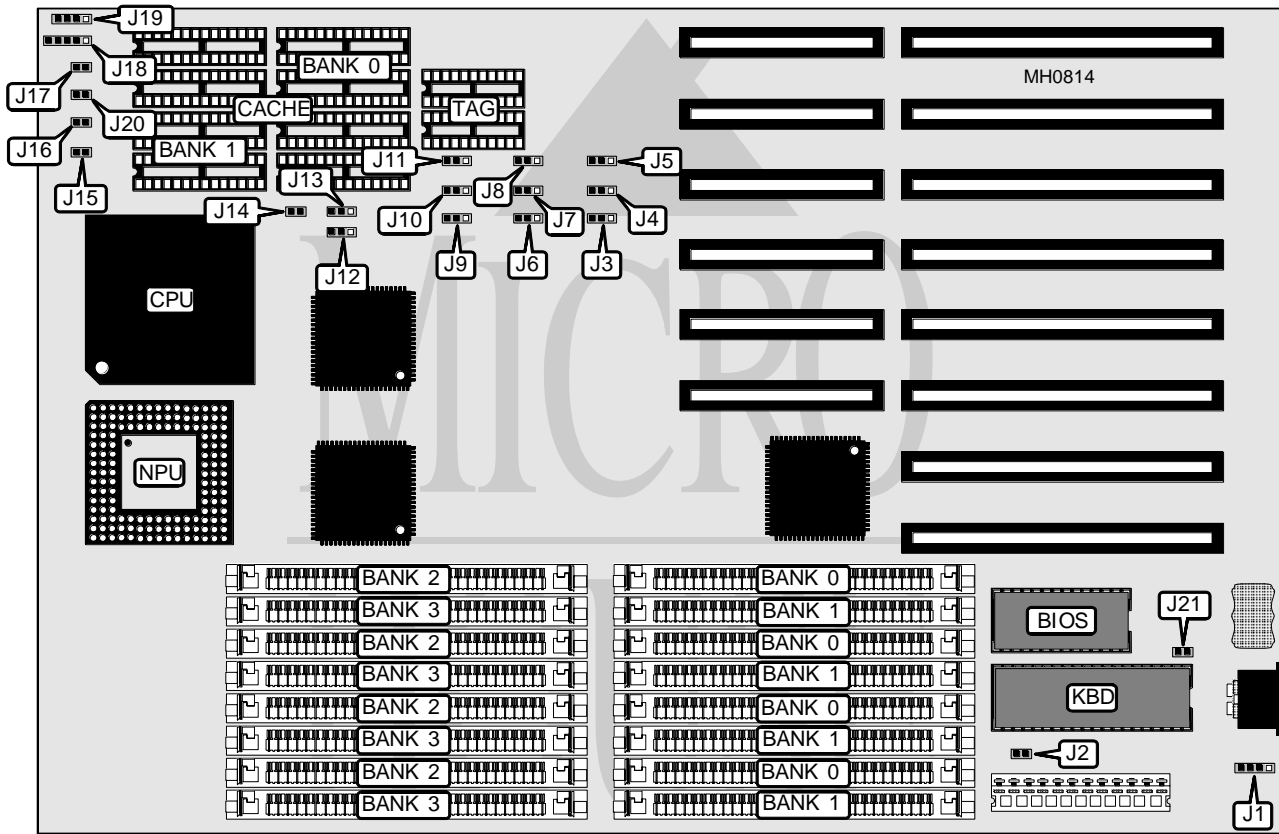 J19
J18
BANK 0
MH0814
J17
CACHE
TAG
J20
J16
BANK 1
J11
J5
J15
J13
J8
J14
J10
J7
J4
J12
J9
J6
J3
CPU
MICRO
NPU
BANK 2
BANK 0
BANK 3
BANK 1
J21
BIOS
BANK 2
BANK 0
BANK 3
BANK 1
BANK 2
BANK 0
KBD
BANK 3
BANK 1
J2
BANK 2
BANK 0
BANK 3
BANK 1
J1